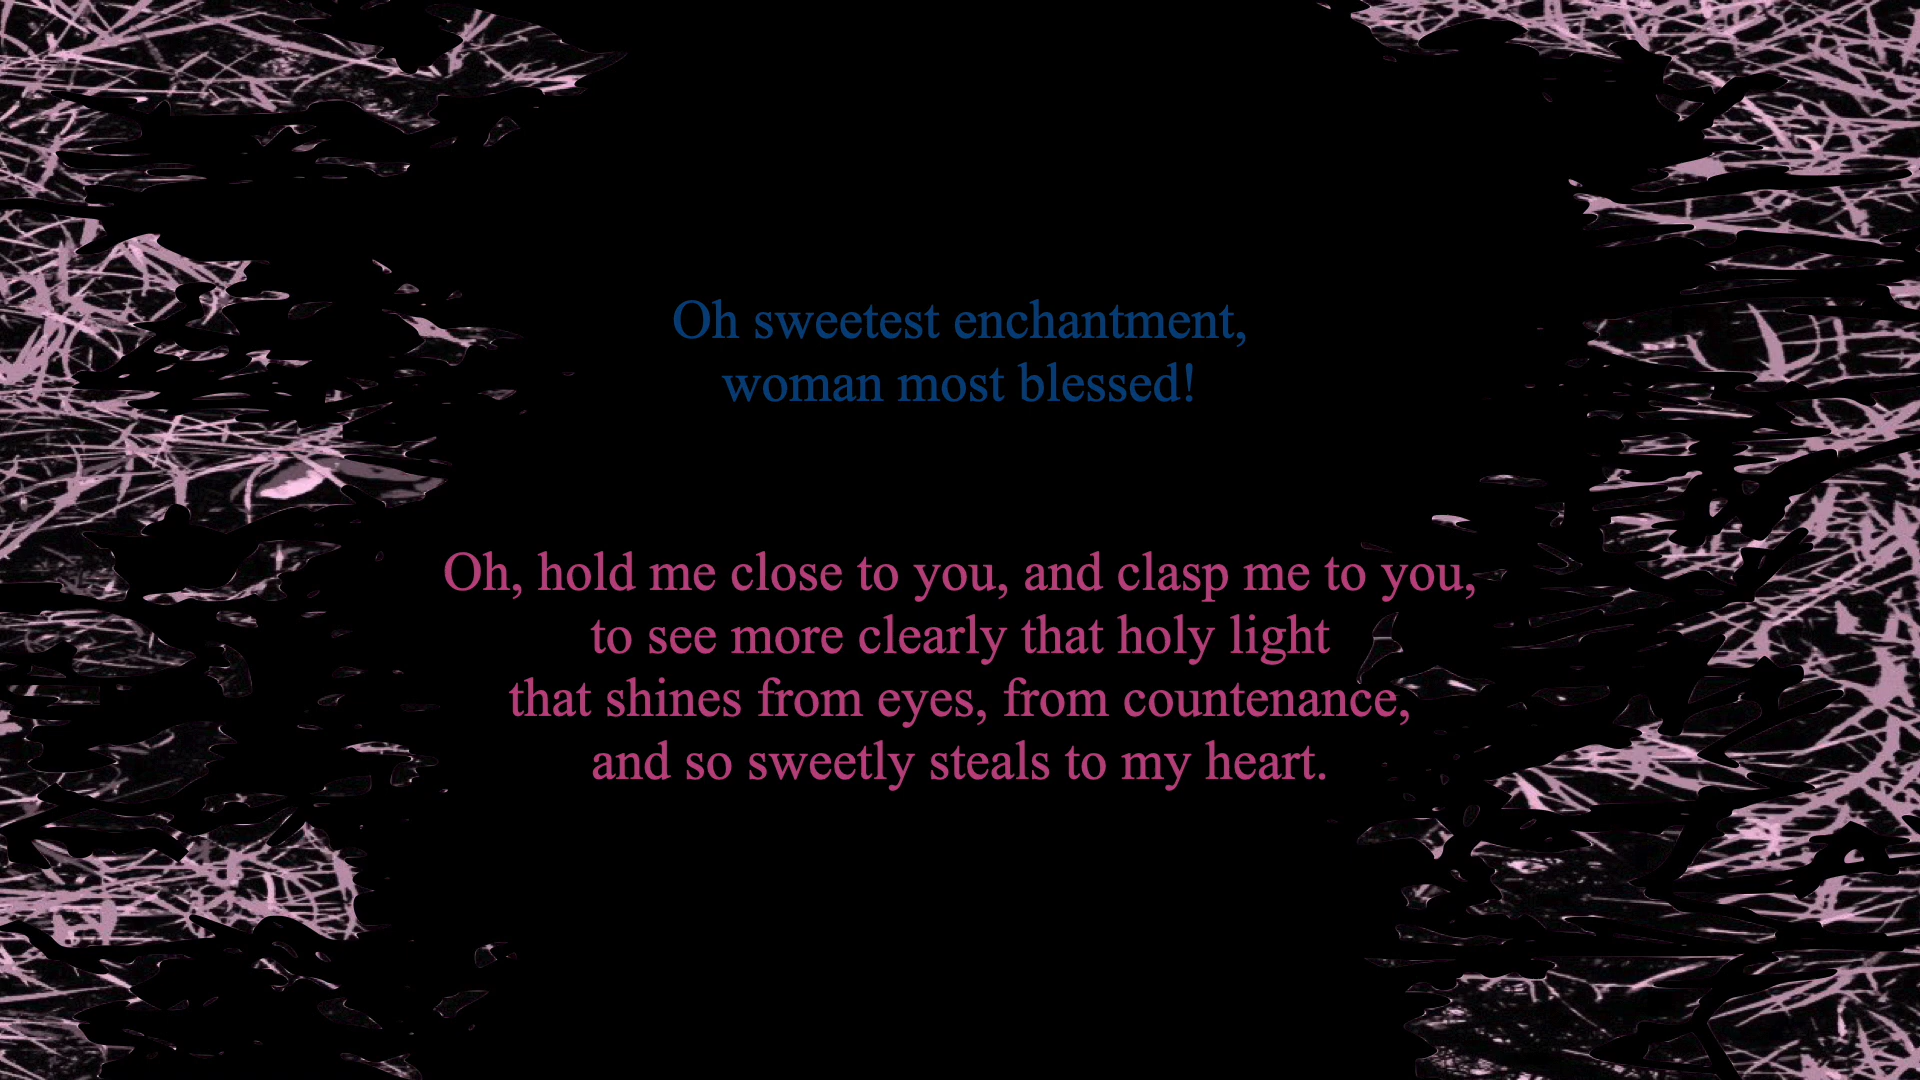 Oh sweetest enchantment,
woman most blessed!
Oh, hold me close to you, and clasp me to you,
to see more clearly that holy light
that shines from eyes, from countenance,
and so sweetly steals to my heart.